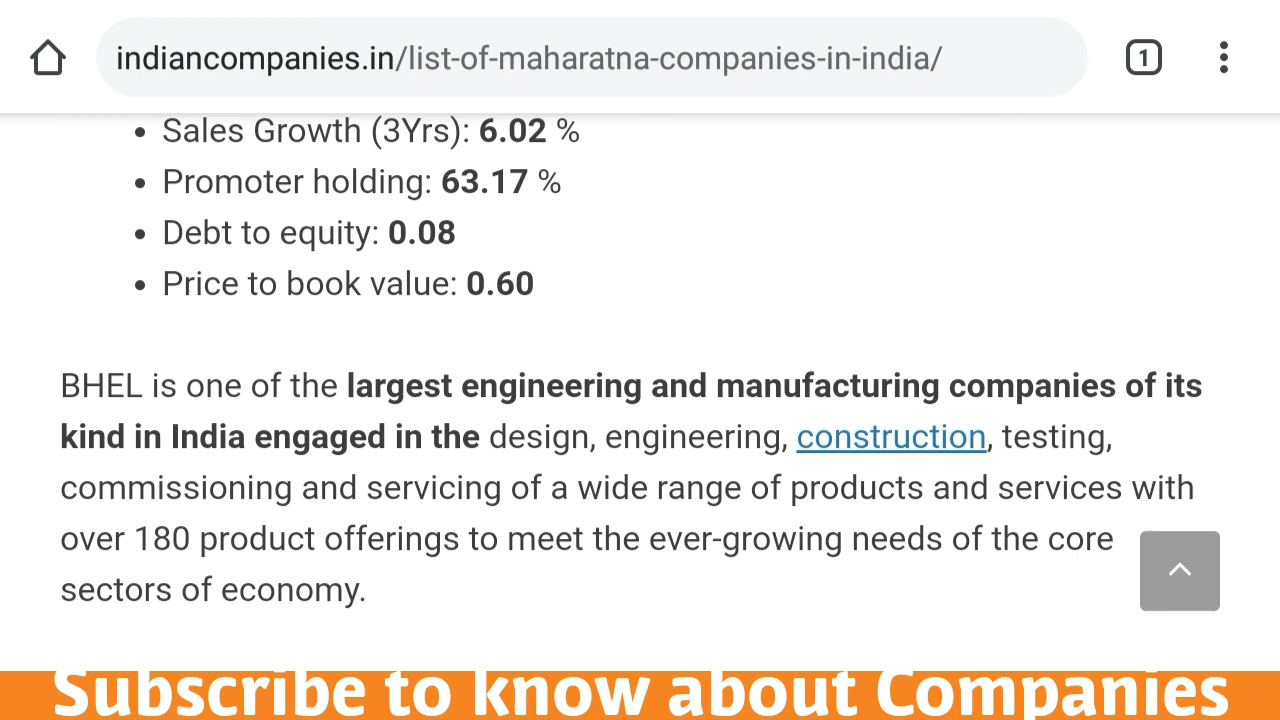 indiancompanies.in/list-of-maharatna-companies-in-india/
1
• Sales Growth (3Yrs): 6.02 %
• Promoter holding: 63.17 %
• Debt to equity: 0.08
• Price to book value: 0.60
BHEL is one of the largest engineering and manufacturing companies of its
kind in India engaged in the design, engineering, construction, testing,
commissioning and servicing of a wide range of products and services with
over 180 product offerings to meet the ever-growing needs of the core
sectors of economy.
Subscribe to know about Companies